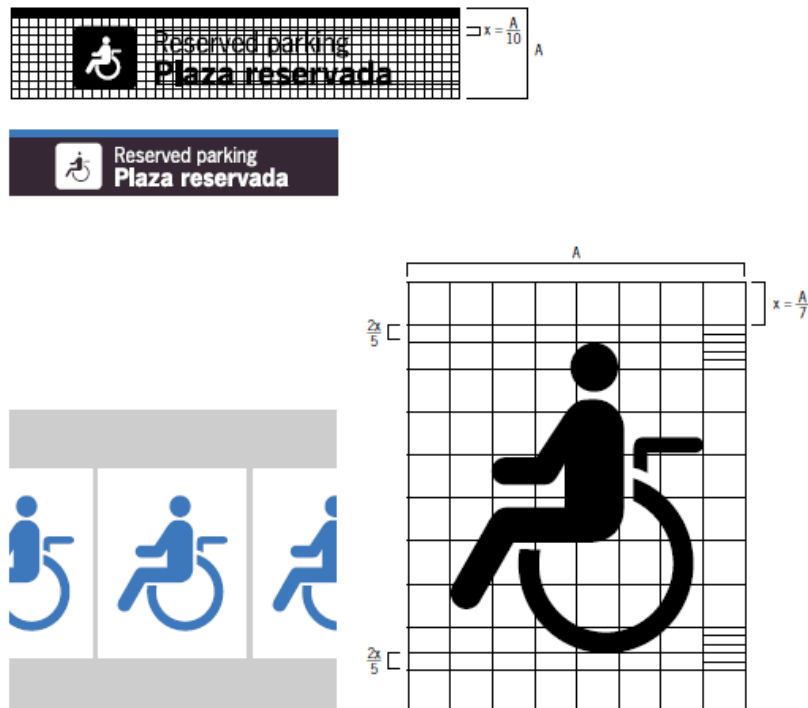 Reserved parking
Plaza reservada
x = A/10
A
Reserved parking
Plaza reservada
A
x = A/7
2x/5
2x/5